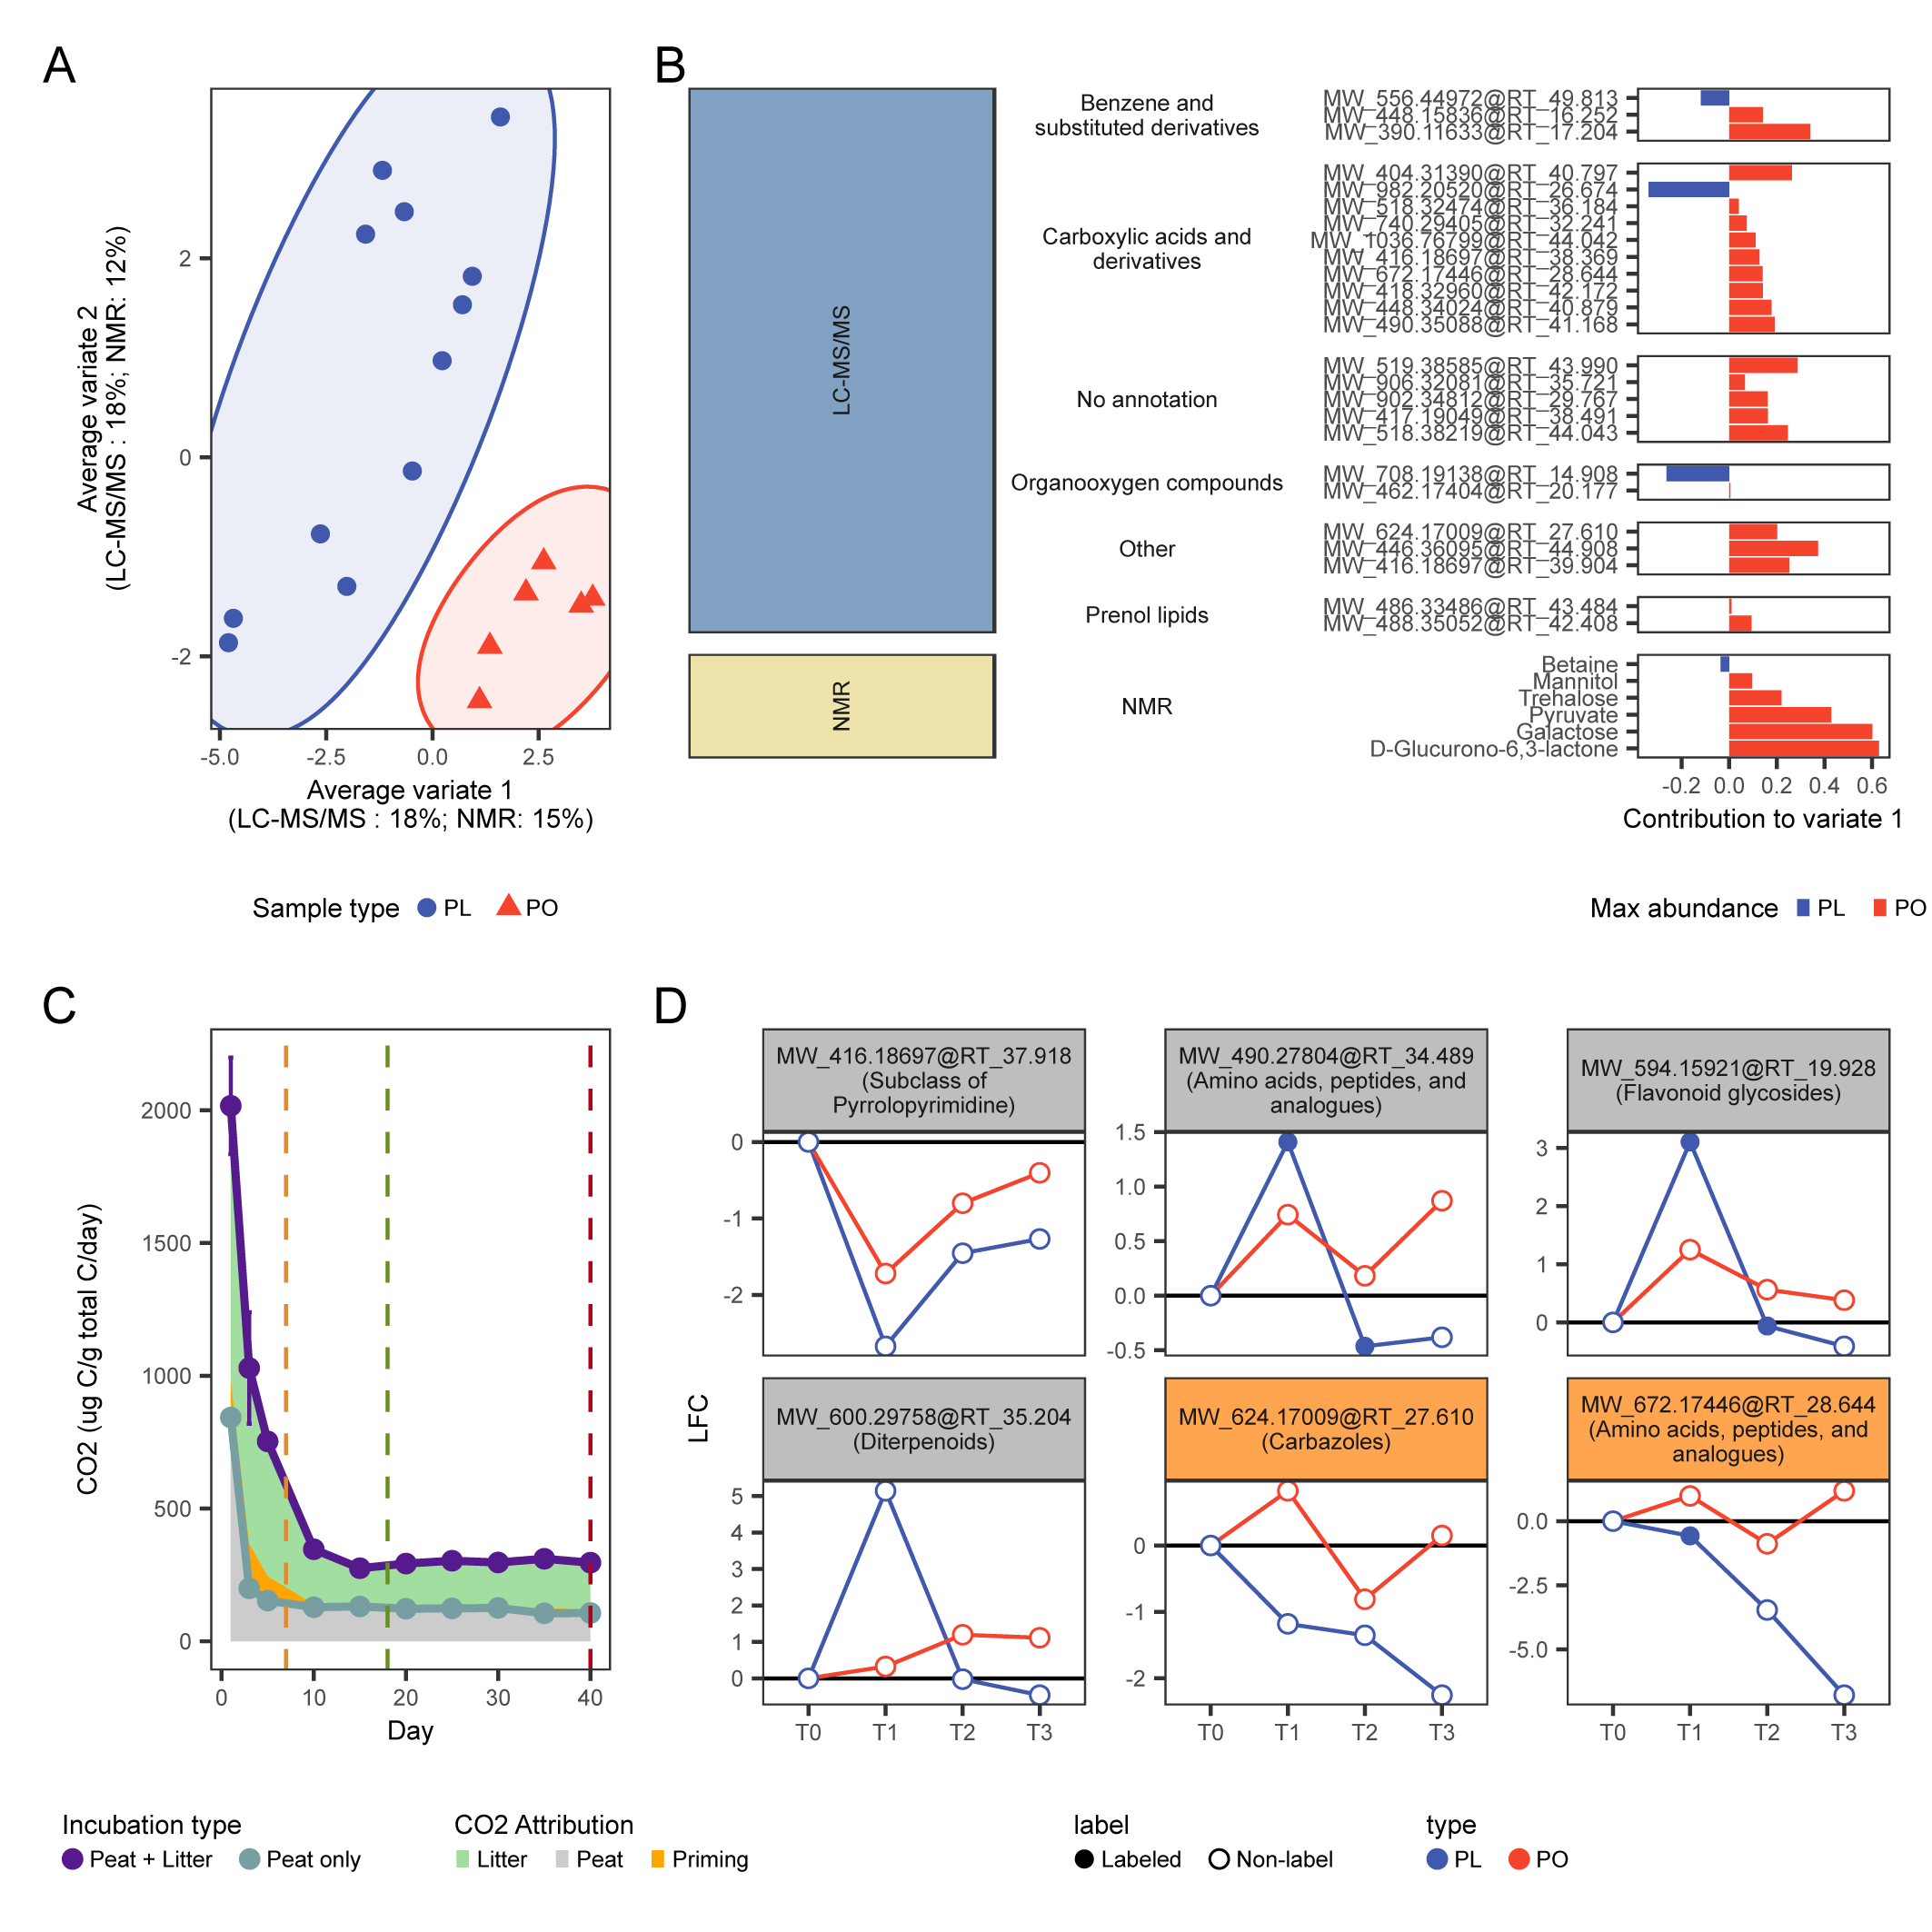 A
2
0
-2
-5.0
-2.5
0.0
2.5
Average variate 2
(LC-MS/MS : 18%; NMR: 12%)
Average variate 1
(LC-MS/MS : 18%; NMR: 15%)
Sample type
PL
PO
B
LC-MS/MS
NMR
Benzene and
substituted derivatives
MW_556.44972@RT_49.813
MW_448.15836@RT_16.252
MW_390.11633@RT_17.204
Carboxylic acids and
derivatives
MW_404.31390@RT_40.797
MW_982.20520@RT_26.674
MW_518.32474@RT_36.184
MW_740.29405@RT_32.241
MW_1036.76799@RT_44.042
MW_416.18697@RT_38.369
MW_672.17446@RT_28.644
MW_418.32960@RT_42.172
MW_448.34024@RT_40.879
MW_490.35088@RT_41.168
No annotation
MW_519.38585@RT_43.990
MW_906.32081@RT_35.721
MW_902.34812@RT_29.767
MW_417.19049@RT_38.491
MW_518.38219@RT_44.043
Organooxygen compounds
MW_708.19138@RT_14.908
MW_462.17404@RT_20.177
Other
MW_624.17009@RT_27.610
MW_446.36095@RT_44.908
MW_416.18697@RT_39.904
Prenol lipids
MW_486.33486@RT_43.484
MW_488.35052@RT_42.408
NMR
Betaine
Mannitol
Trehalose
Pyruvate
Galactose
D-Glucurono-6,3-lactone
-0.2
0.0
0.2
0.4
0.6
Contribution to variate 1
Max abundance
PL
PO
C
2000
1500
1000
500
0
0
10
20
30
40
CO2 (ug C/g total C/day)
Day
Incubation type
Peat + Litter
Peat only
CO2 Attribution
Litter
Peat
Priming
D
LFC
MW_416.18697@RT_37.918
(Subclass of
Pyrrolopyrimidine)
0
-1
-2
MW_490.27804@RT_34.489
(Amino acids, peptides, and
analogues)
1.5
1.0
0.5
0.0
-0.5
MW_594.15921@RT_19.928
(Flavonoid glycosides)
3
2
1
0
MW_600.29758@RT_35.204
(Diterpenoids)
5
4
3
2
1
0
T0
T1
T2
T3
MW_624.17009@RT_27.610
(Carbazoles)
0
-1
-2
T0
T1
T2
T3
MW_672.17446@RT_28.644
(Amino acids, peptides, and
analogues)
0.0
-2.5
-5.0
T0
T1
T2
T3
label
Labeled
Non-label
type
PL
PO